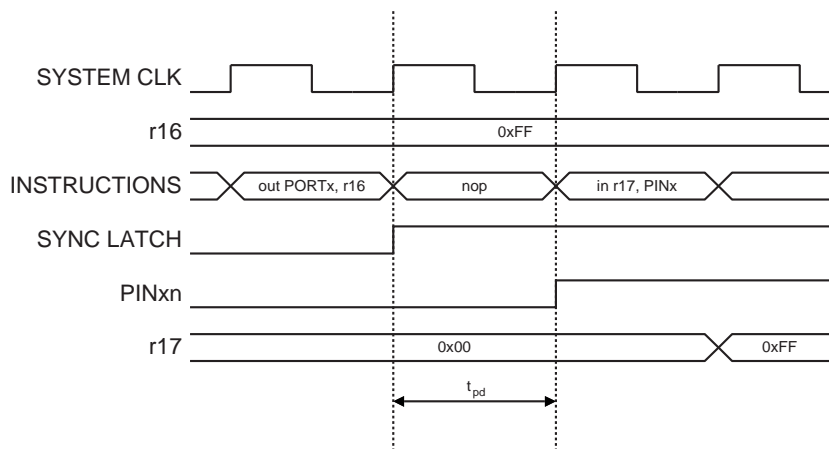 SYSTEM CLK
r16
0xFF
INSTRUCTIONS
out PORTx, r16
nop
in r17, PINx
SYNC LATCH
PINxn
r17
0x00
0xFF
tpd